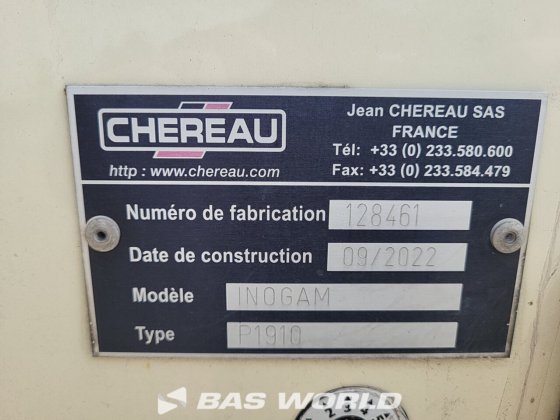 CHEREAU
http : www.chereau.com
Jean CHEREAU SAS
FRANCE
Tél: +33 (0) 233.580.600
Fax: +33 (0) 233.584.479
Numéro de fabrication 128461
Date de construction 09/2022
Modèle INOGAM
Type P1910
BAS WORLD